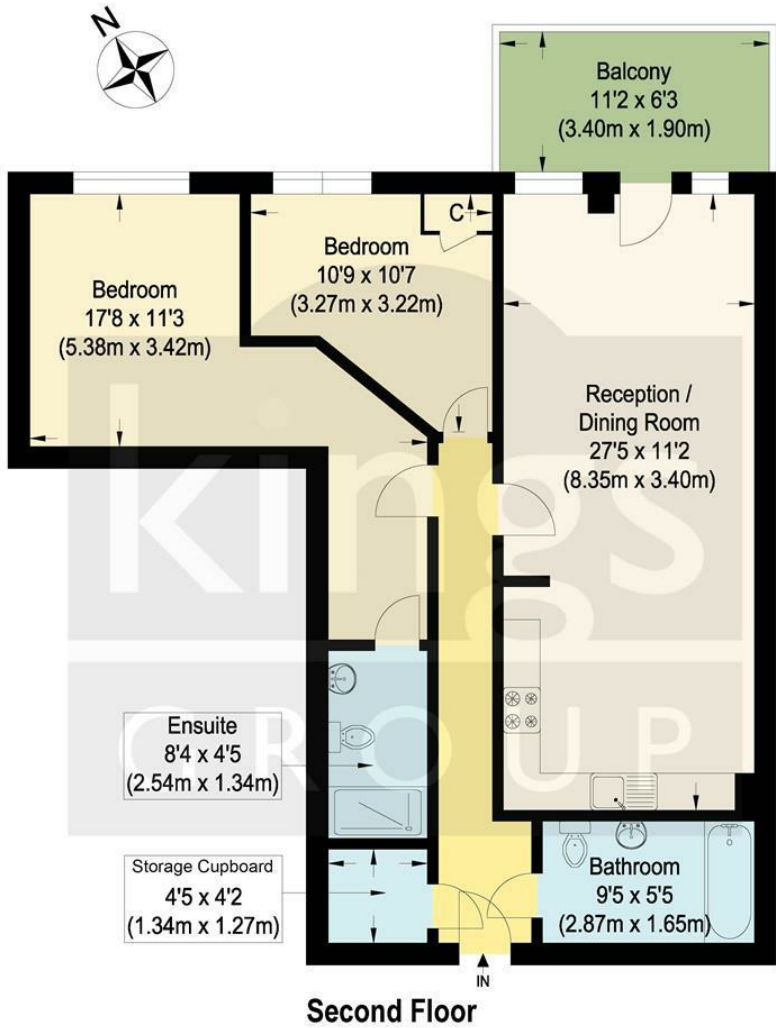 N
Balcony
11'2 x 6'3
(3.40m x 1.90m)
C
Bedroom
10'9 x 10'7
(3.27m x 3.22m)
Bedroom
17'8 x 11'3
(5.38m x 3.42m)
Reception /
Dining Room
27'5 x 11'2
(8.35m x 3.40m)
kings
GROUP
Ensuite
8'4 x 4'5
(2.54m x 1.34m)
Storage Cupboard
4'5 x 4'2
(1.34m x 1.27m)
Bathroom
9'5 x 5'5
(2.87m x 1.65m)
IN
Second Floor